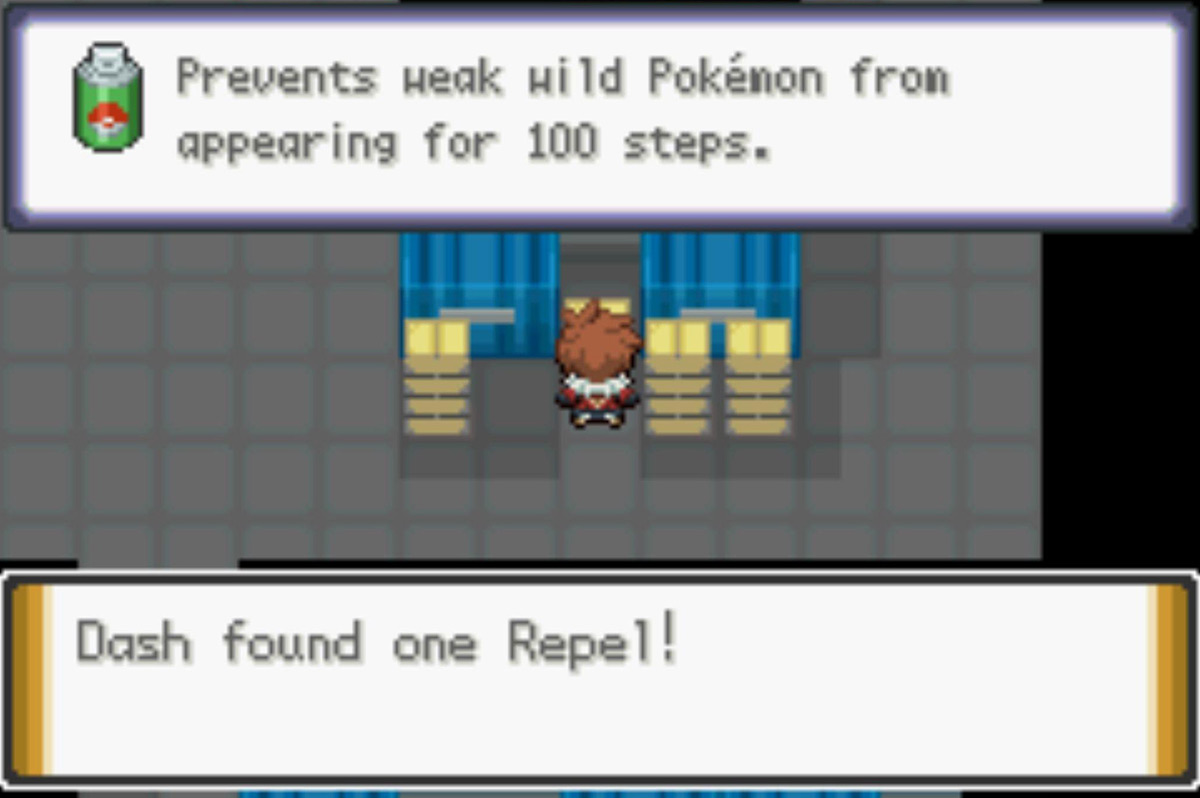 Prevents weak wild Pokémon from
appearing for 100 steps.
Dash found one Repel!